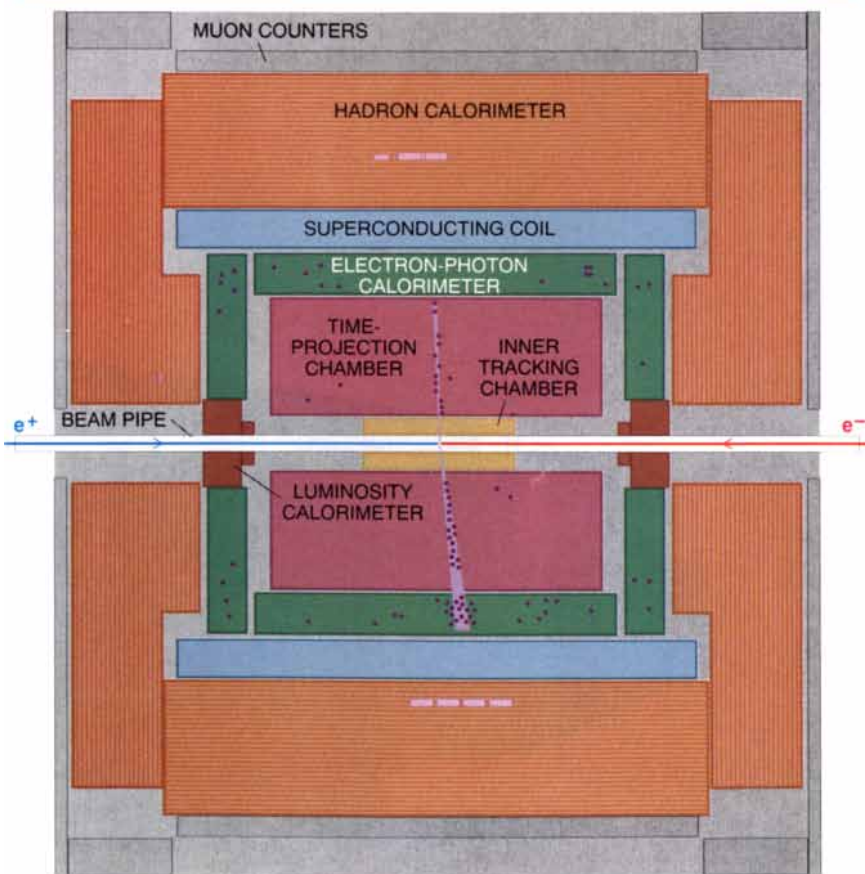 MUON COUNTERS
HADRON CALORIMETER
SUPERCONDUCTING COIL
ELECTRON-PHOTON
CALORIMETER
TIME-
PROJECTION
CHAMBER
INNER
TRACKING
CHAMBER
BEAM PIPE
e+
e−
LUMINOSITY
CALORIMETER